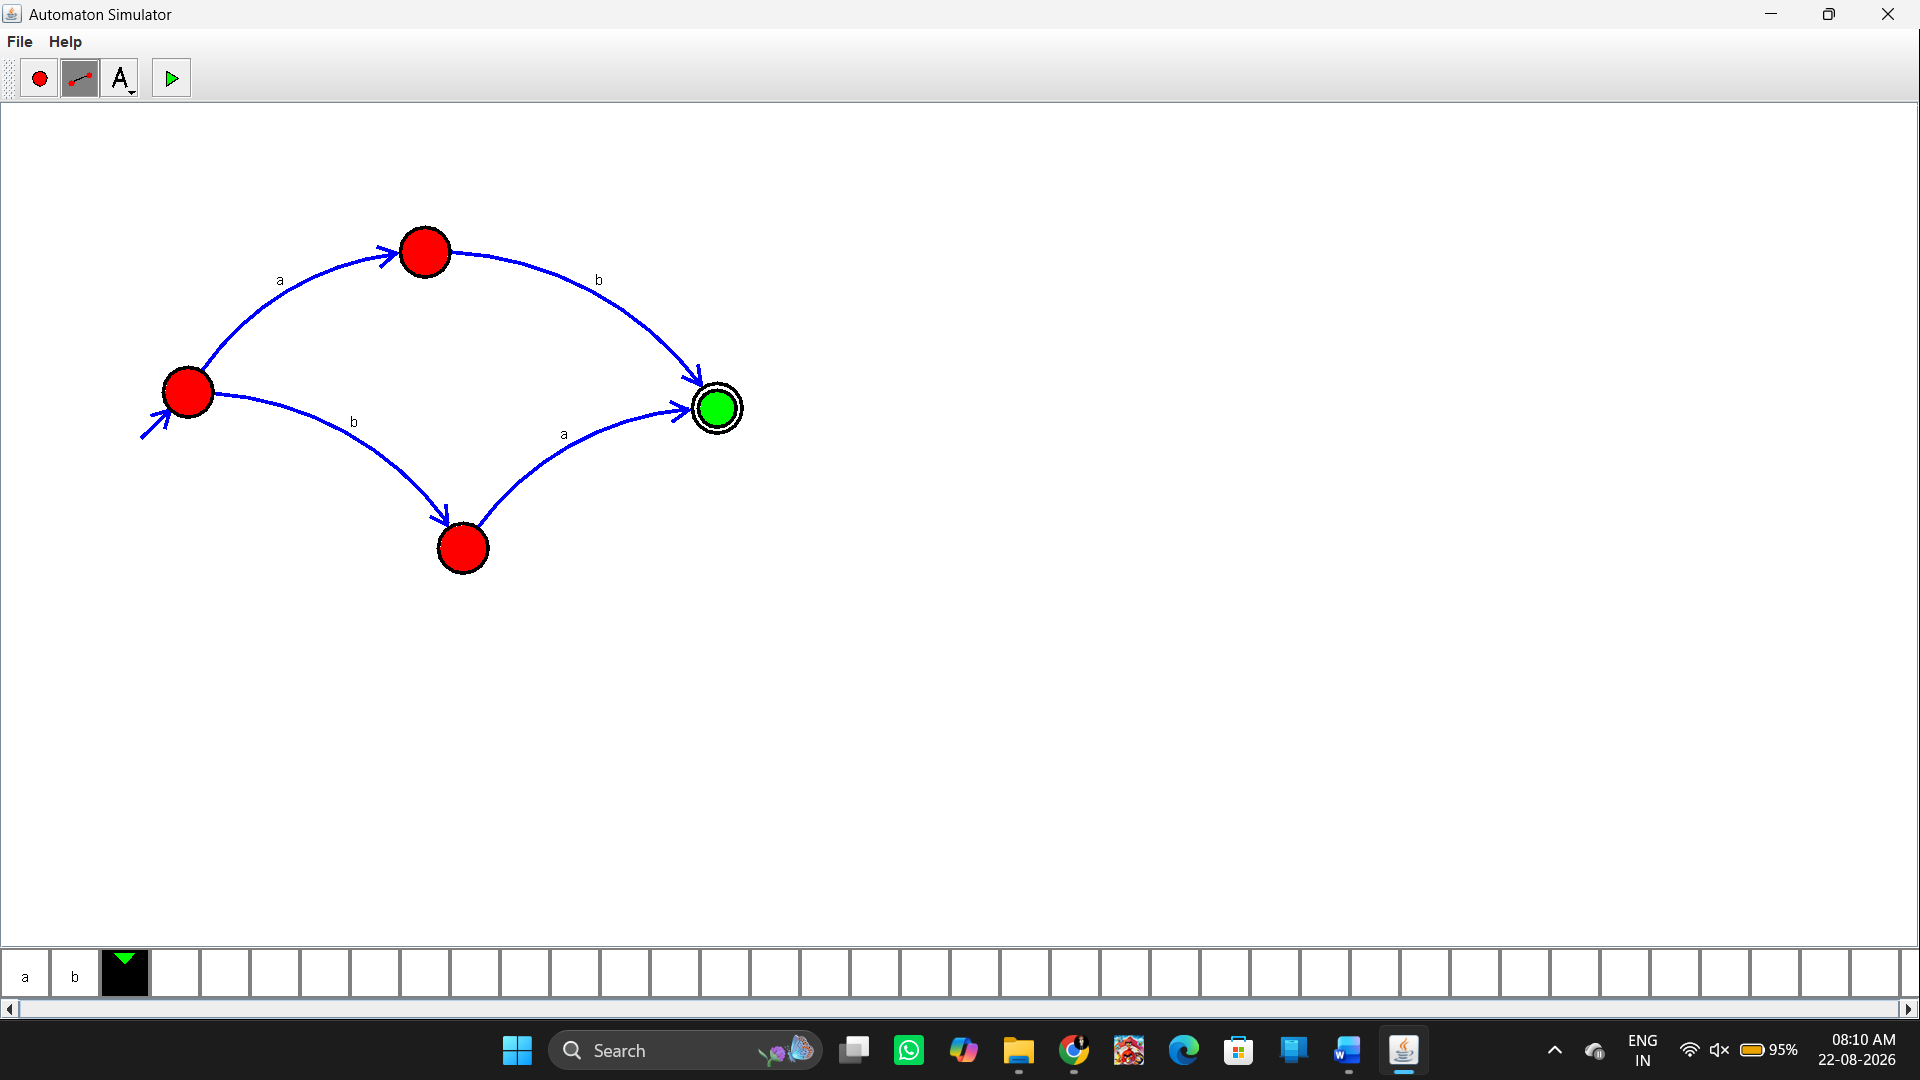 Automaton Simulator
File Help
A
a
b
b
a
a b
Search
ENG
IN
95%
08:10 AM
22-08-2026